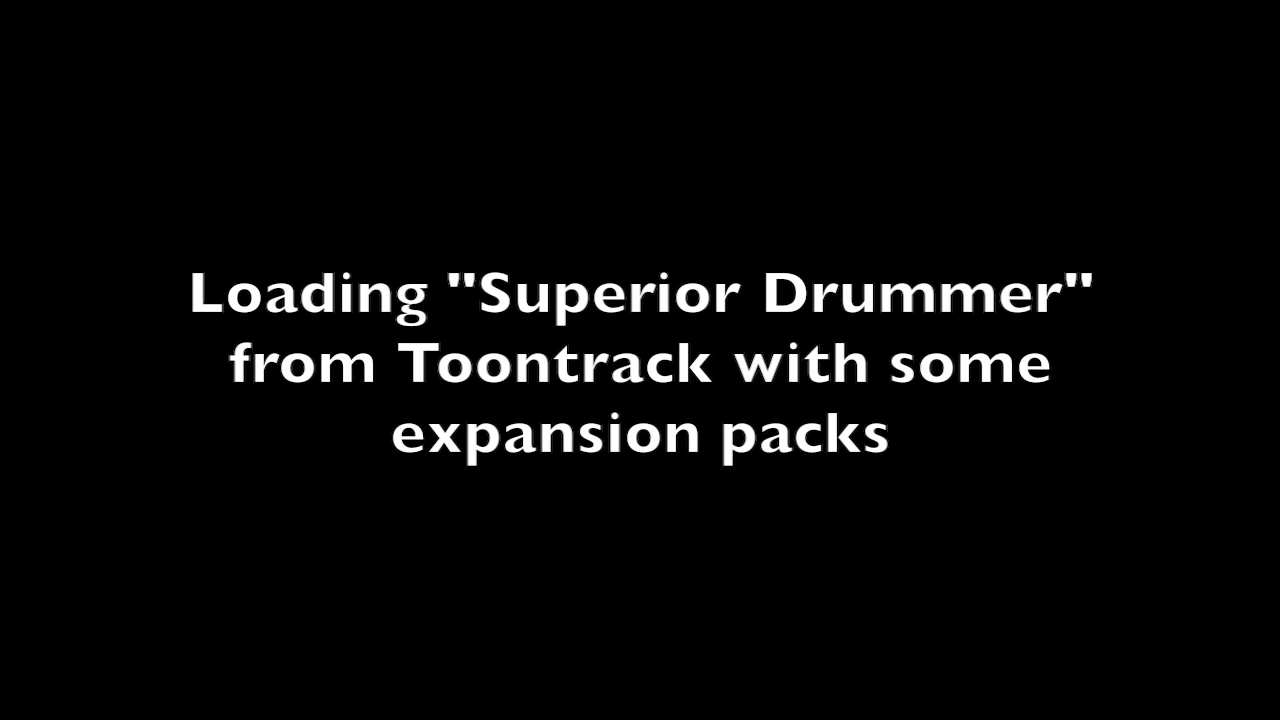 Loading "Superior Drummer"
from Toontrack with some
expansion packs